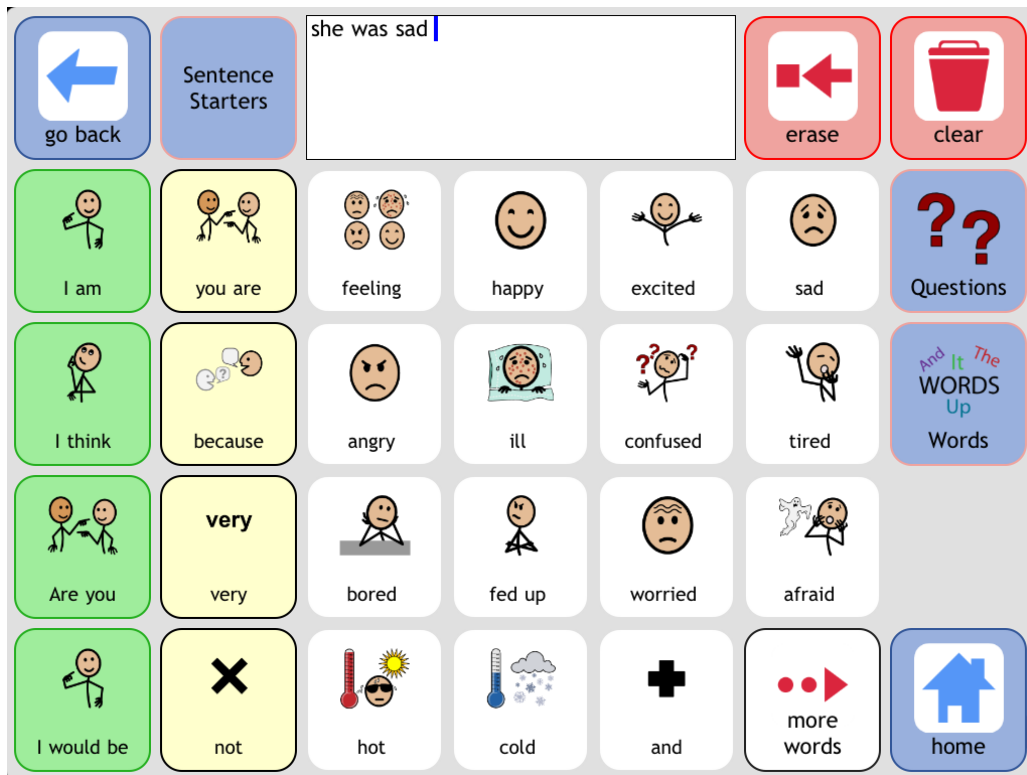 she was sad
go back
Sentence
Starters
erase
clear
I am
you are
feeling
happy
excited
sad
? ?
Questions
I think
because
angry
ill
? ?
? ?
confused
tired
And It The
WORDS
Up
Words
Are you
very
very
bored
fed up
worried
afraid
I would be
not
hot
cold
and
more
words
home